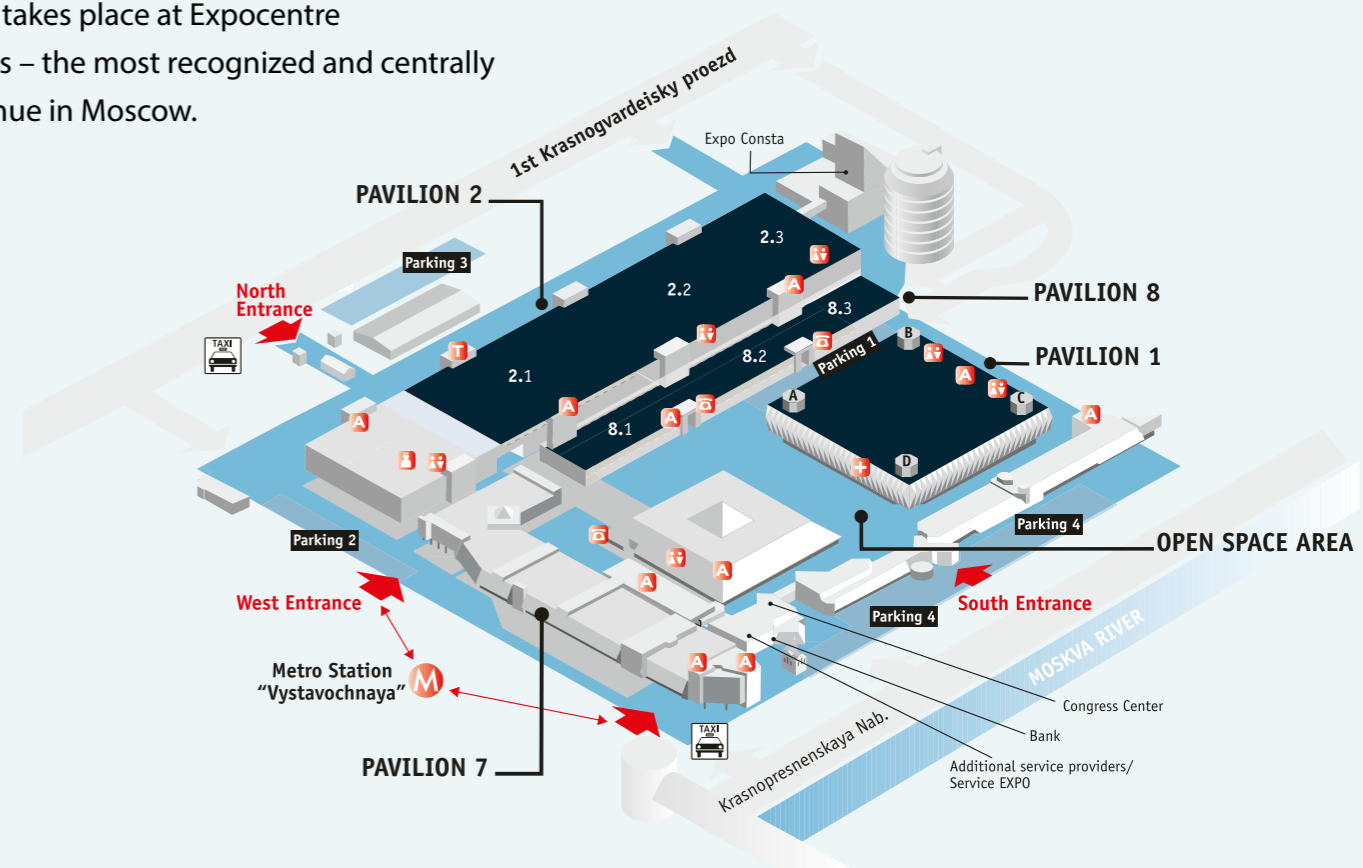 takes place at Expocentre
s – the most recognized and centrally
nue in Moscow.
1st Krasnogvardeisky proezd
Expo Consta
PAVILION 2
2.3
Parking 3
2.2
North
Entrance
8.3
PAVILION 8
TAXI
T
B
8.2
Parking 1
PAVILION 1
2.1
A
A
A
C
A
A
A
8.1
A
A
D
Parking 2
Parking 4
OPEN SPACE AREA
A
A
West Entrance
South Entrance
Parking 4
MOSKVA RIVER
Metro Station
“Vystavochnaya”
M
A
A
Congress Center
TAXI
Bank
Krasnopresnenskaya Nab.
PAVILION 7
Additional service providers/
Service EXPO